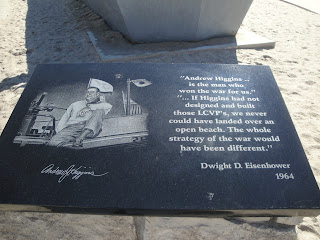 "Andrew Higgins ...
is the man who
won the war for us."
"... If Higgins had not
designed and built
those LCVP's, we never
could have landed over an
open beach. The whole
strategy of the war would
have been different."
Dwight D. Eisenhower
1964
Andrew J. Higgins